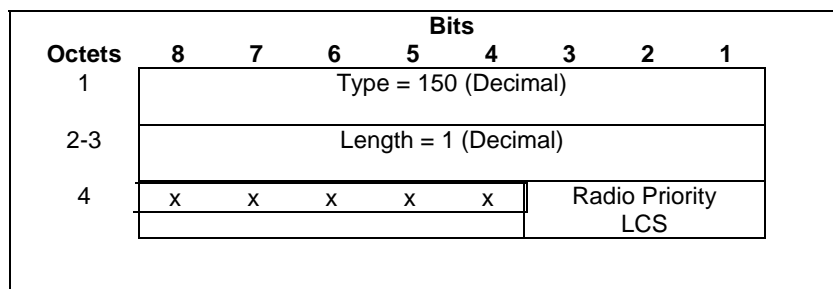 Bits
Octets 8 7 6 5 4 3 2 1
1 Type = 150 (Decimal)
2-3 Length = 1 (Decimal)
4 x x x x x Radio Priority
LCS